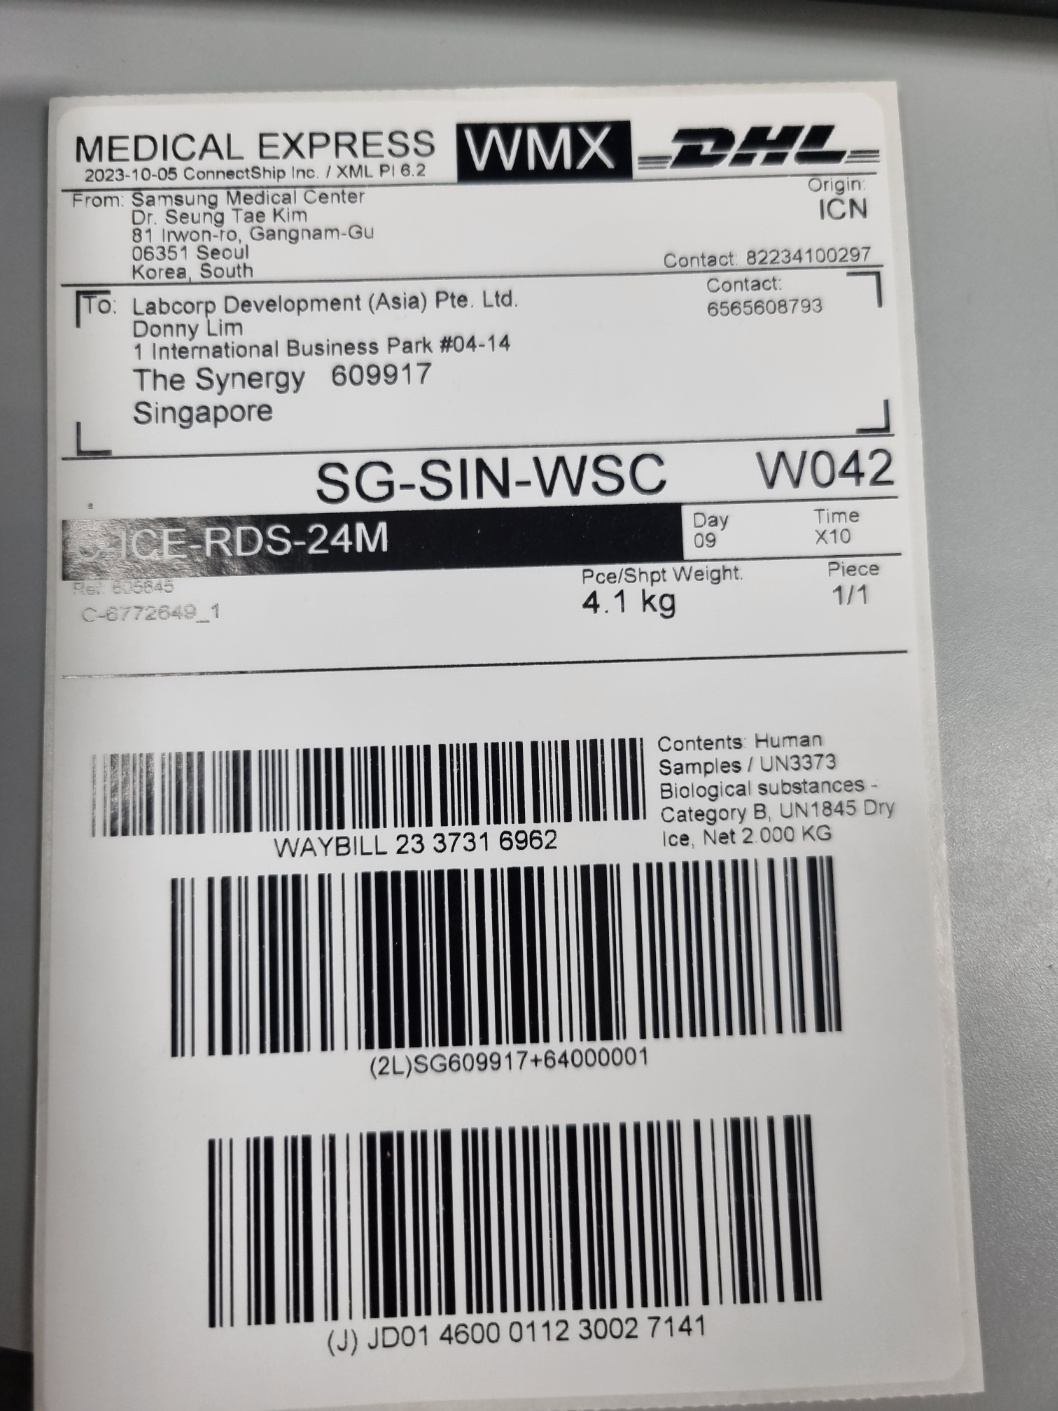 MEDICAL EXPRESS WMX DHL
2023-10-05 ConnectShip Inc. / XML PI 6.2
Origin:
ICN
From: Samsung Medical Center
Dr. Seung Tae Kim
81 Irwon-ro, Gangnam-Gu
06351 Seoul
Korea, South
Contact: 82234100297
To: Labcorp Development (Asia) Pte. Ltd.
Donny Lim
1 International Business Park #04-14
The Synergy 609917
Singapore
Contact:
6565608793
SG-SIN-WSC W042
-ICE-RDS-24M
Day
09
Time
X10
Ref: 605645
C-6772649_1
Pce/Shpt Weight.
4.1 kg
Piece
1/1
Contents: Human
Samples / UN3373
Biological substances -
Category B, UN1845 Dry
Ice, Net 2.000 KG
WAYBILL 23 3731 6962
(2L)SG609917+64000001
(J) JD01 4600 0112 3002 7141